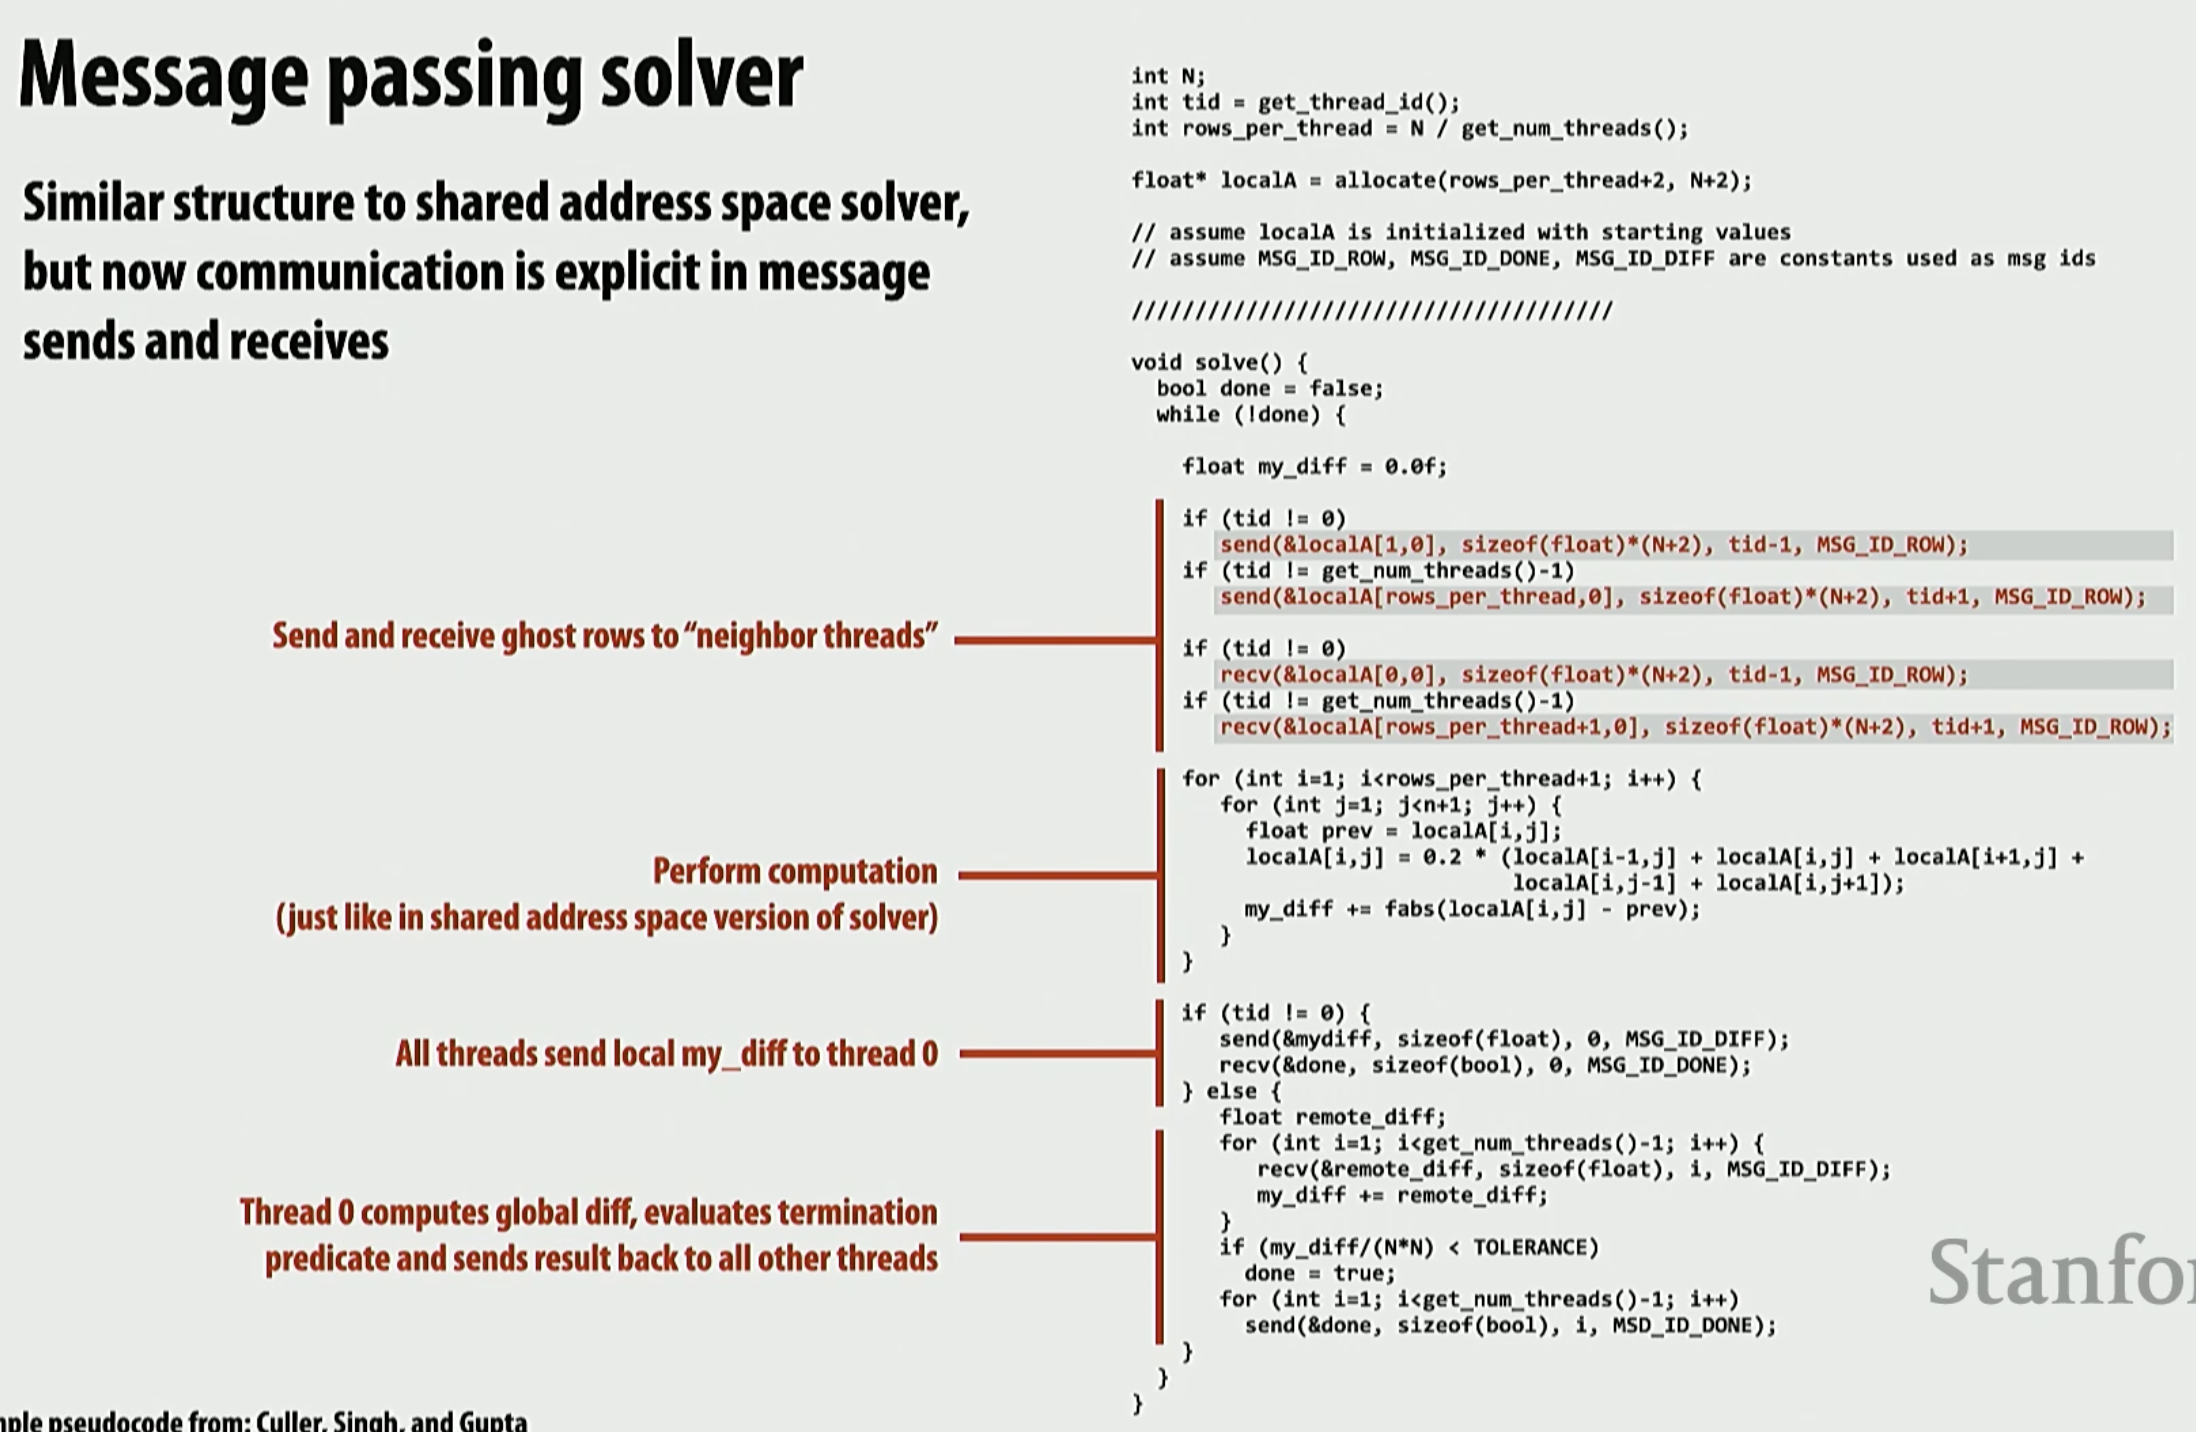 Message passing solver
Similar structure to shared address space solver,
but now communication is explicit in message
sends and receives
int N;
int tid = get_thread_id();
int rows_per_thread = N / get_num_threads();
float* localA = allocate(rows_per_thread+2, N+2);
// assume localA is initialized with starting values
// assume MSG_ID_ROW, MSG_ID_DONE, MSG_ID_DIFF are constants used as msg ids
//////////////////////////////////////
void solve() {
bool done = false;
while (!done) {
float my_diff = 0.0f;
Send and receive ghost rows to “neighbor threads”
if (tid != 0)
send(&localA[1,0], sizeof(float)*(N+2), tid-1, MSG_ID_ROW);
if (tid != get_num_threads()-1)
send(&localA[rows_per_thread,0], sizeof(float)*(N+2), tid+1, MSG_ID_ROW);
if (tid != 0)
recv(&localA[0,0], sizeof(float)*(N+2), tid-1, MSG_ID_ROW);
if (tid != get_num_threads()-1)
recv(&localA[rows_per_thread+1,0], sizeof(float)*(N+2), tid+1, MSG_ID_ROW);
Perform computation
(just like in shared address space version of solver)
for (int i=1; i<rows_per_thread+1; i++) {
for (int j=1; j<n+1; j++) {
float prev = localA[i,j];
localA[i,j] = 0.2 * (localA[i-1,j] + localA[i,j] + localA[i+1,j] +
localA[i,j-1] + localA[i,j+1]);
my_diff += fabs(localA[i,j] - prev);
}
}
All threads send local my_diff to thread 0
if (tid != 0) {
send(&mydiff, sizeof(float), 0, MSG_ID_DIFF);
recv(&done, sizeof(bool), 0, MSG_ID_DONE);
} else {
Thread 0 computes global diff, evaluates termination
predicate and sends result back to all other threads
float remote_diff;
for (int i=1; i<get_num_threads()-1; i++) {
recv(&remote_diff, sizeof(float), i, MSG_ID_DIFF);
my_diff += remote_diff;
}
if (my_diff/(N*N) < TOLERANCE)
done = true;
for (int i=1; i<get_num_threads()-1; i++)
send(&done, sizeof(bool), i, MSD_ID_DONE);
}
}
}
Stanfo
ple pseudocode from: Culler, Singh, and Gupta